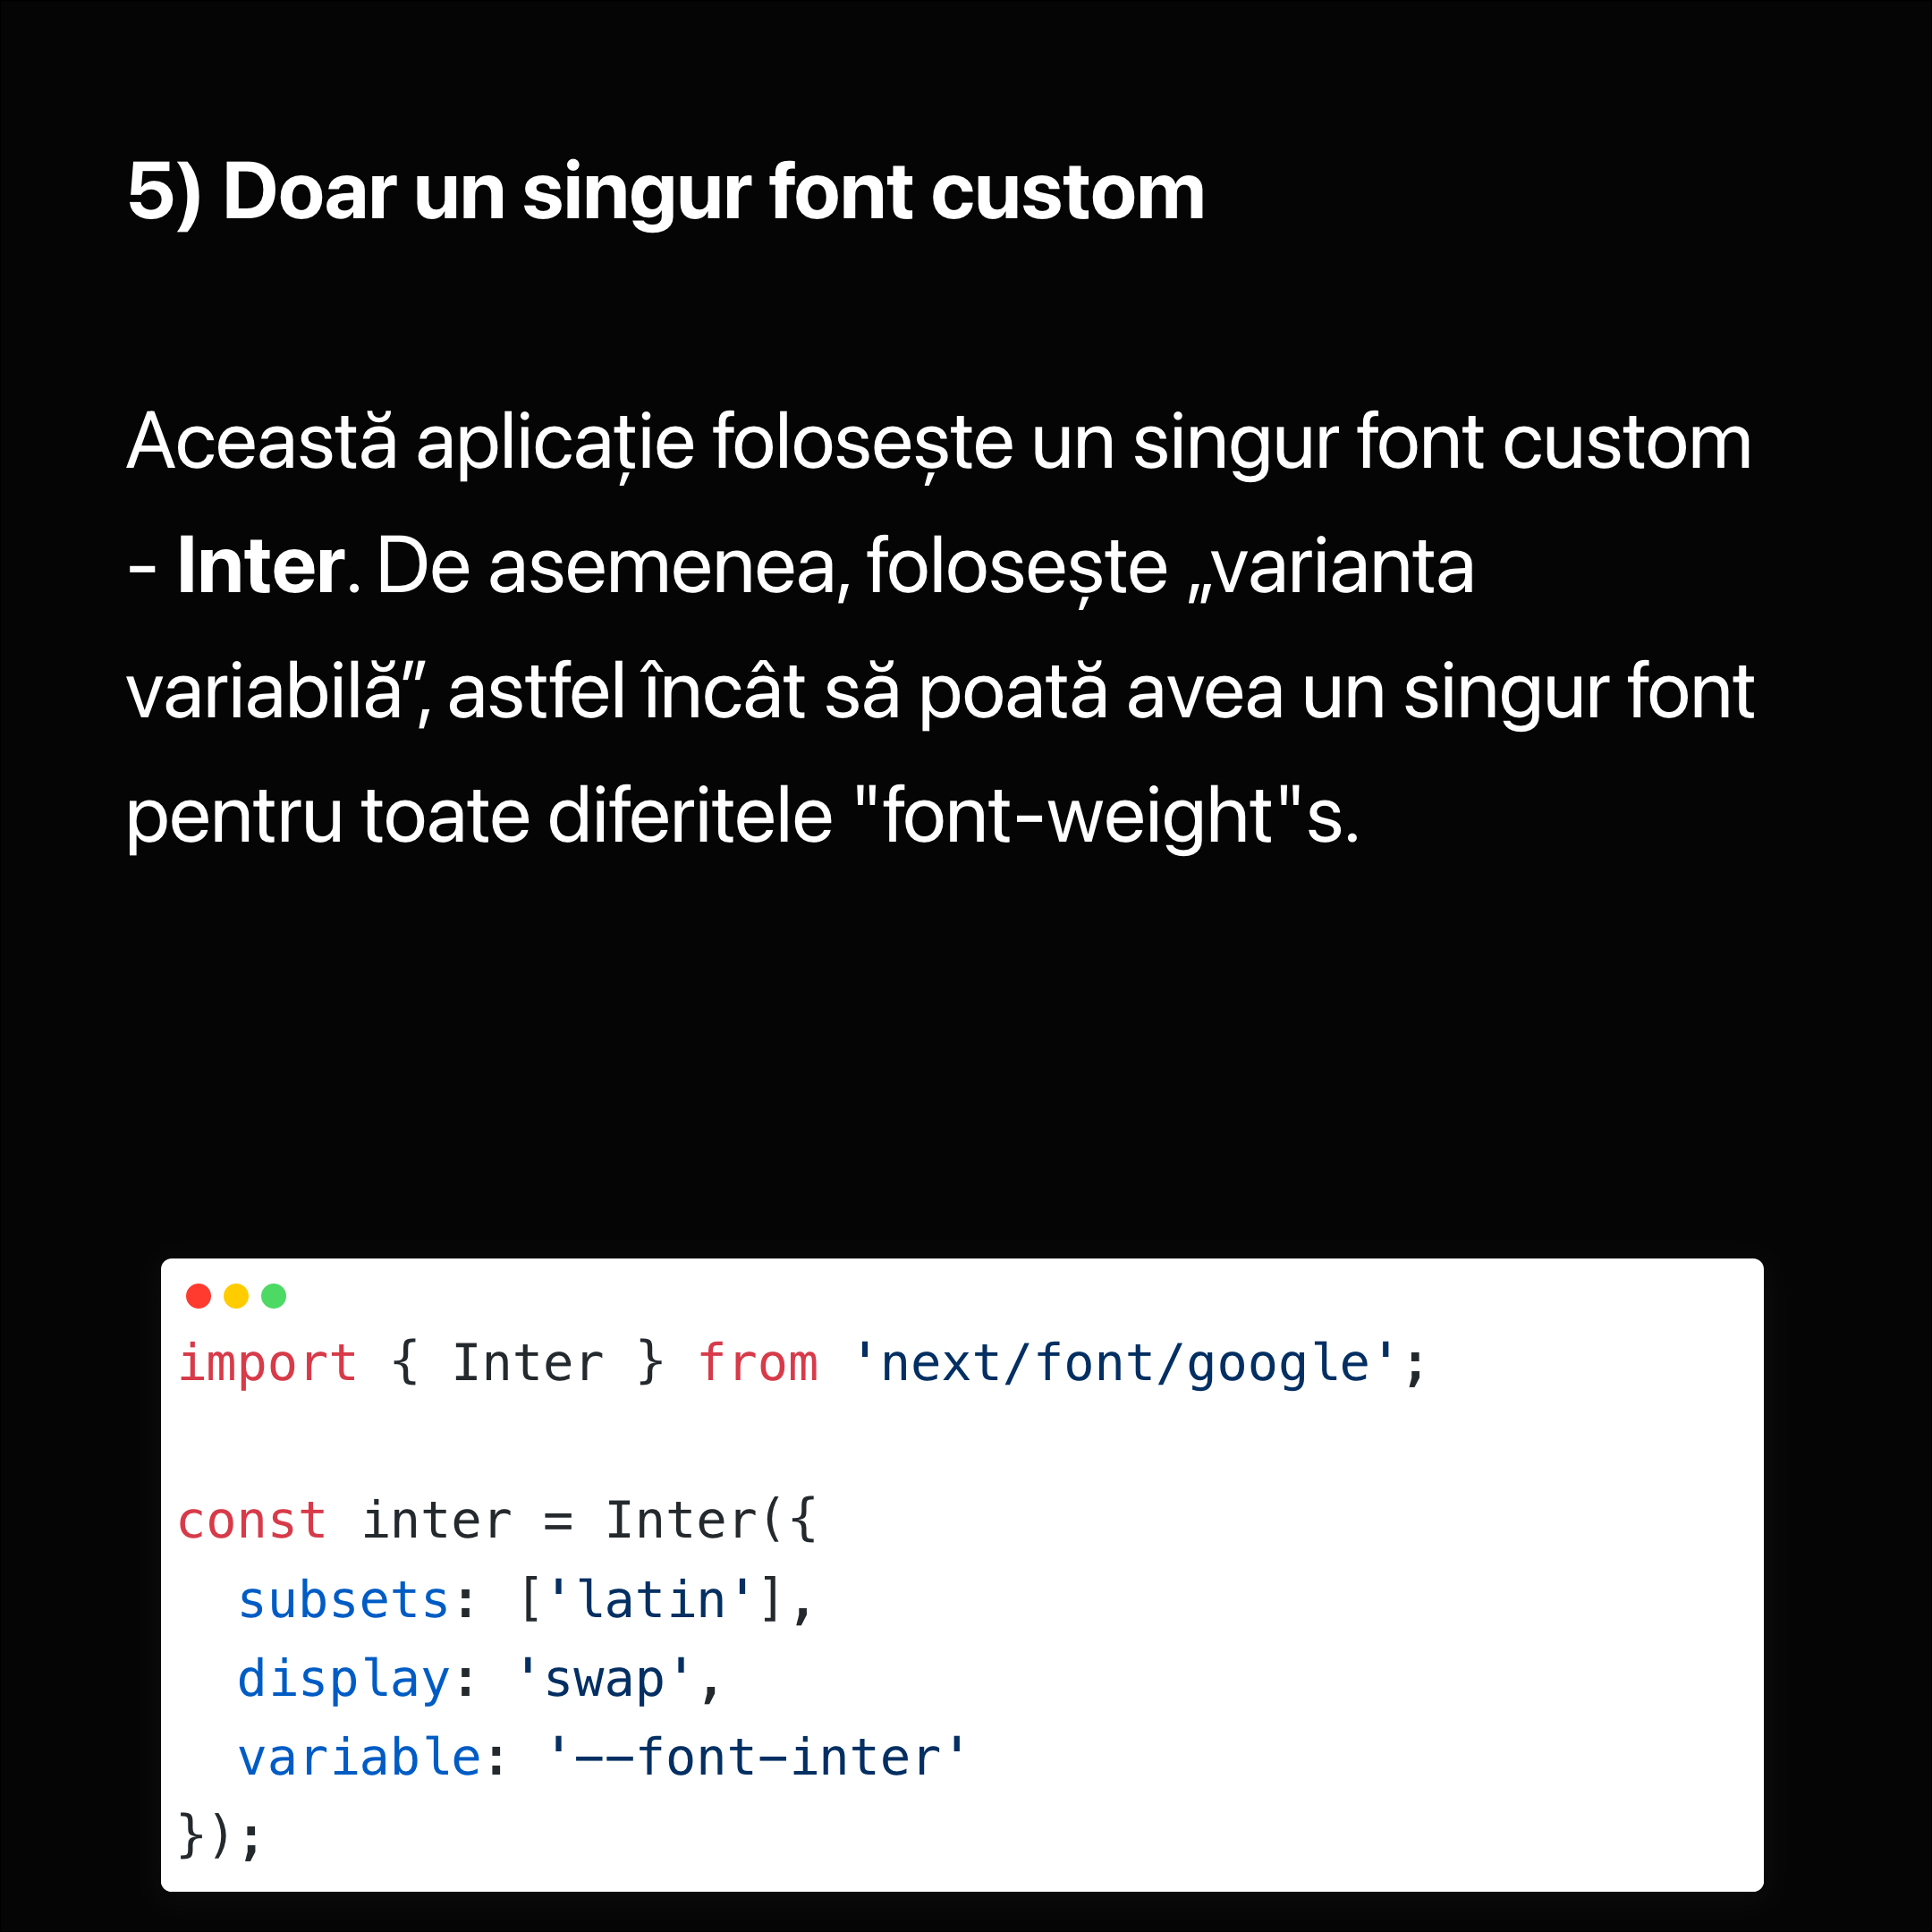 5) Doar un singur font custom
Această aplicație folosește un singur font custom
- Inter. De asemenea, folosește „varianta
variabilă”, astfel încât să poată avea un singur font
pentru toate diferitele "font-weight"s.
import { Inter } from 'next/font/google';
const inter = Inter({
  subsets: ['latin'],
  display: 'swap',
  variable: '--font-inter'
});